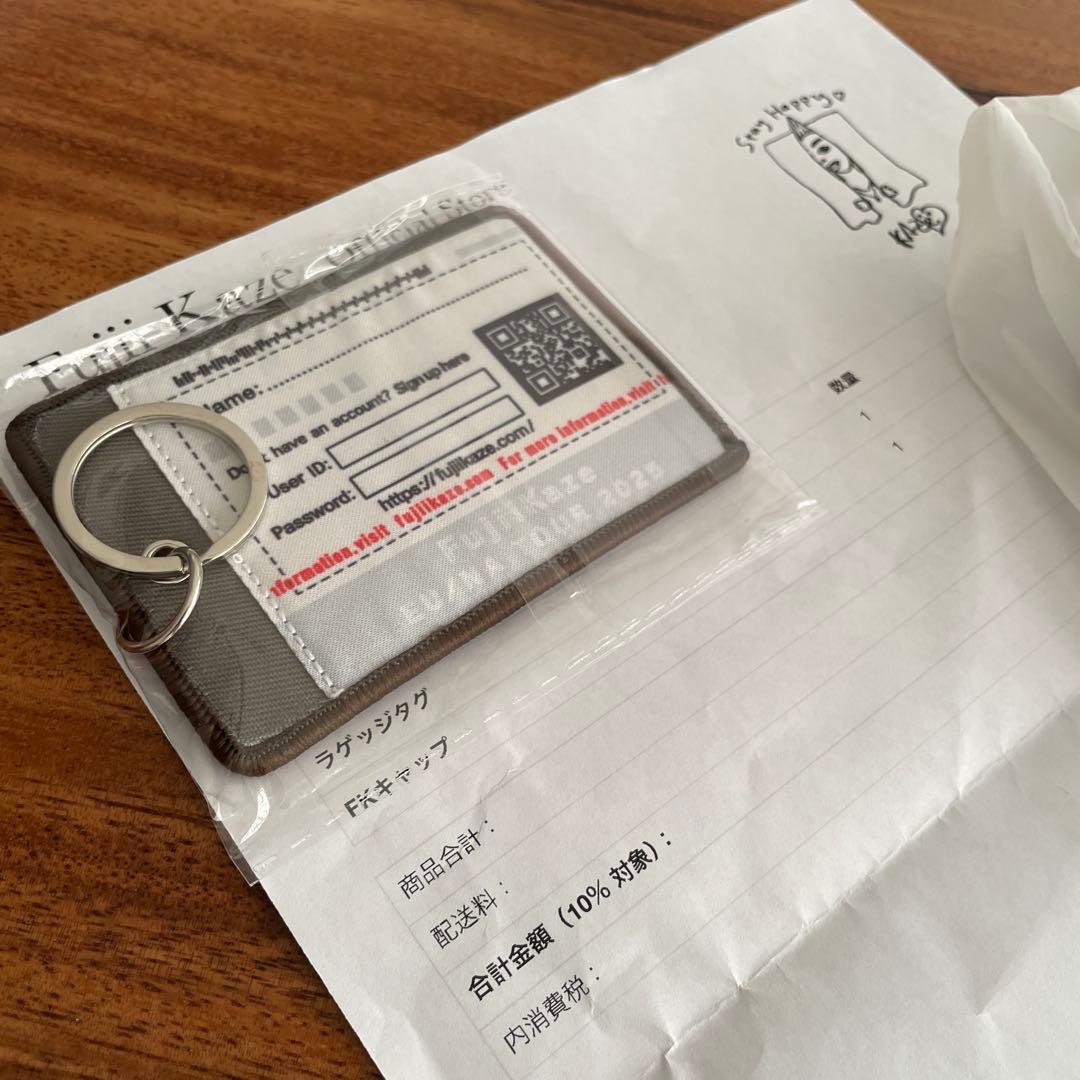 Stay Happy
KAZE
Fujii Kaze Official Store
Name:
Don't have an account? Sign up here
User ID:
Password:
https://fujiikaze.com/
nformation.visit fujiikaze.com For more information.visit
Fujii Kaze
EU/NA TOUR 2025
数量
1
1
ラゲッジタグ
FKキャップ
商品合計：
配送料：
合計金額（10% 対象）：
内消費税：